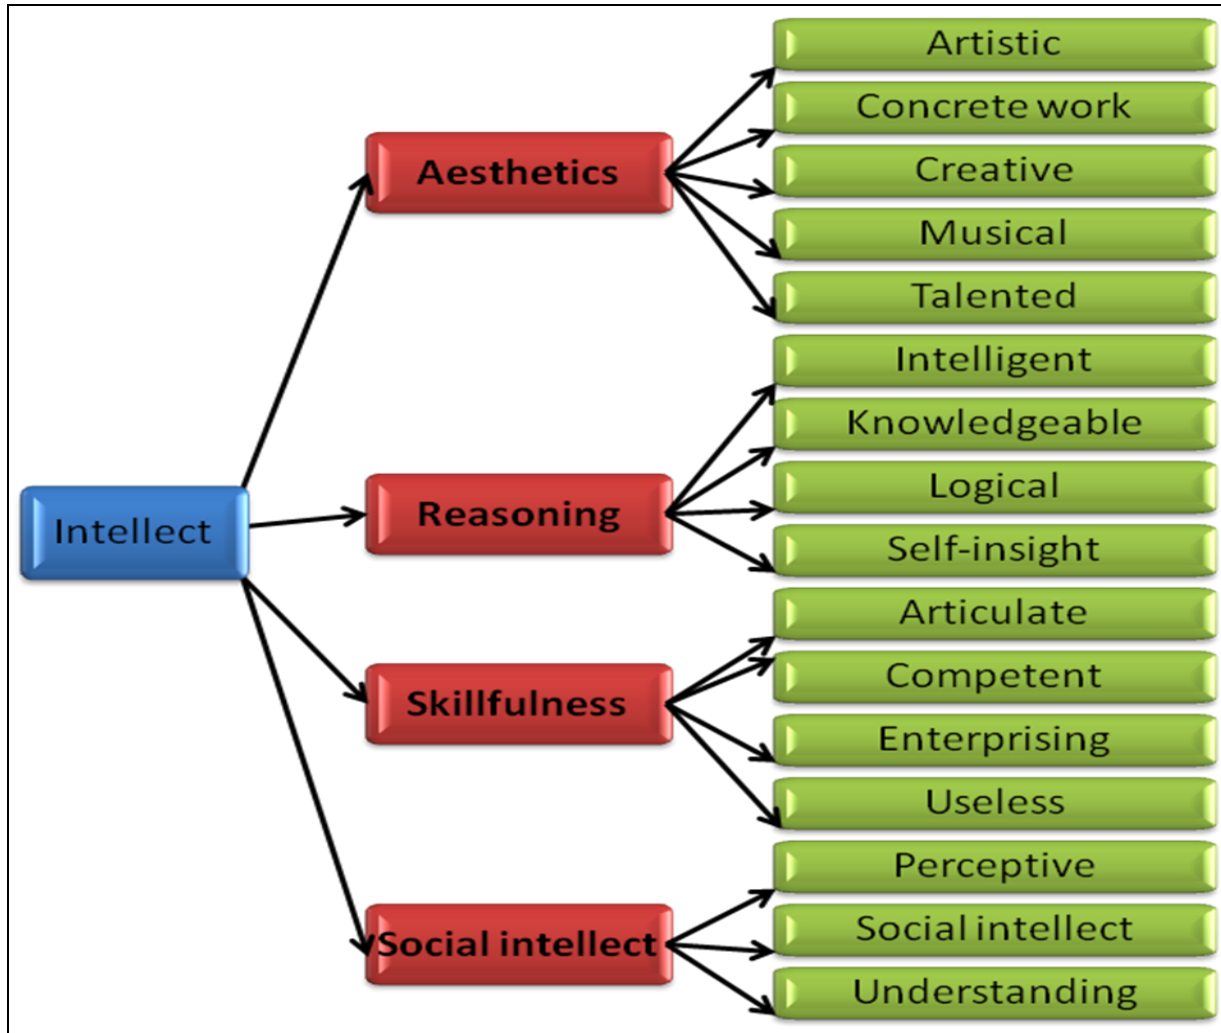 Intellect
Aesthetics
Artistic
Concrete work
Creative
Musical
Talented
Reasoning
Intelligent
Knowledgeable
Logical
Self-insight
Skillfulness
Articulate
Competent
Enterprising
Useless
Social intellect
Perceptive
Social intellect
Understanding